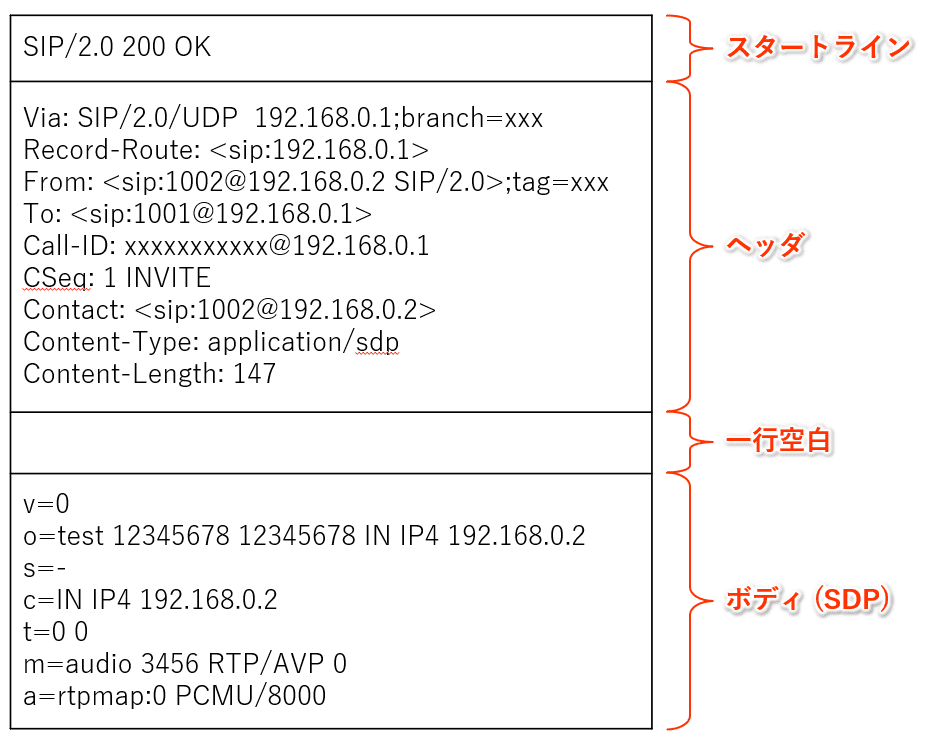 SIP/2.0 200 OK
スタートライン
Via: SIP/2.0/UDP  192.168.0.1;branch=xxx
Record-Route: <sip:192.168.0.1>
From: <sip:1002@192.168.0.2 SIP/2.0>;tag=xxx
To: <sip:1001@192.168.0.1>
Call-ID: xxxxxxxxxxx@192.168.0.1
CSeq: 1 INVITE
Contact: <sip:1002@192.168.0.2>
Content-Type: application/sdp
Content-Length: 147
ヘッダ
一行空白
v=0
o=test 12345678 12345678 IN IP4 192.168.0.2
s=-
c=IN IP4 192.168.0.2
t=0 0
m=audio 3456 RTP/AVP 0
a=rtpmap:0 PCMU/8000
ボディ (SDP)